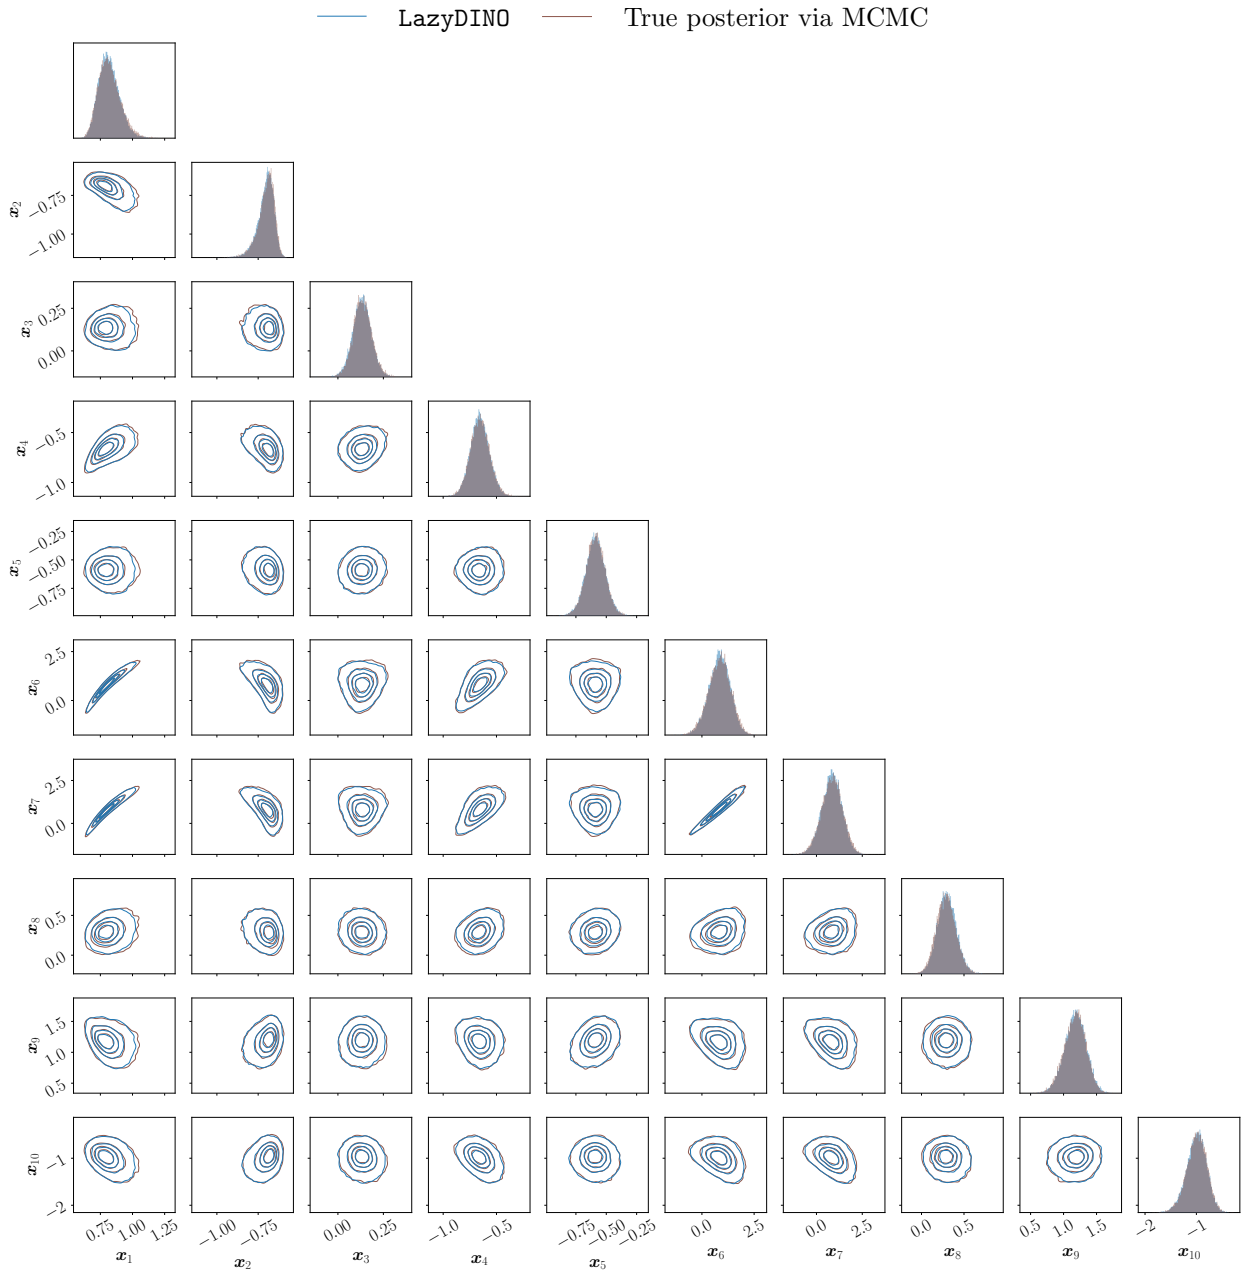 LazyDINO True posterior via MCMC
x2 −0.75 −1.00
x3 0.25 0.00
x4 −0.5 −1.0
x5 −0.25 −0.50 −0.75
x6 2.5 0.0
x7 2.5 0.0
x8 0.5 0.0
x9 1.5 1.0 0.5
x10 −1 −2
0.75 1.00 1.25 −1.00 −0.75 0.00 0.25 −1.0 −0.5 −0.75 −0.50 −0.25 0.0 2.5 0.0 2.5 0.0 0.5 0.5 1.0 1.5 −2 −1
x1 x2 x3 x4 x5 x6 x7 x8 x9 x10